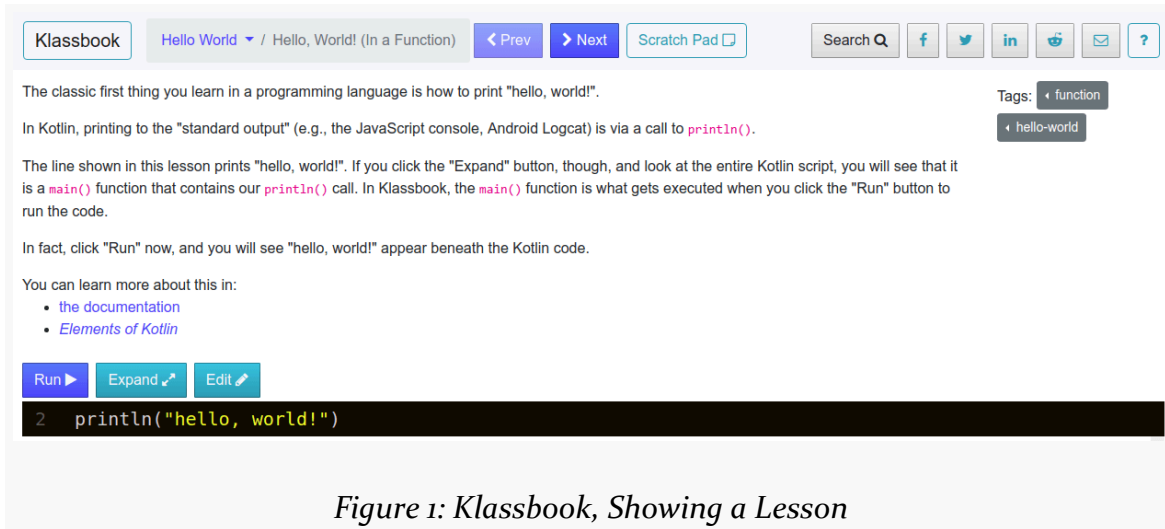 Klassbook Hello World / Hello, World! (In a Function) Prev Next Scratch Pad Search ?
The classic first thing you learn in a programming language is how to print "hello, world!".
Tags: function
In Kotlin, printing to the "standard output" (e.g., the JavaScript console, Android Logcat) is via a call to println().
hello-world
The line shown in this lesson prints "hello, world!". If you click the "Expand" button, though, and look at the entire Kotlin script, you will see that it
is a main() function that contains our println() call. In Klassbook, the main() function is what gets executed when you click the "Run" button to
run the code.
In fact, click "Run" now, and you will see "hello, world!" appear beneath the Kotlin code.
You can learn more about this in:
• the documentation
• Elements of Kotlin
Run Expand Edit
2 println("hello, world!")
Figure 1: Klassbook, Showing a Lesson